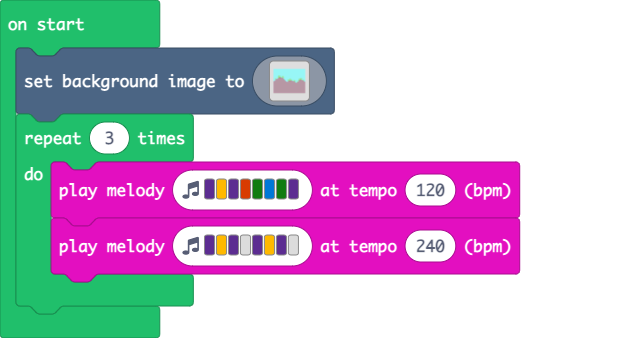 on start
set background image to
repeat 3 times
do
play melody at tempo 120 (bpm)
play melody at tempo 240 (bpm)